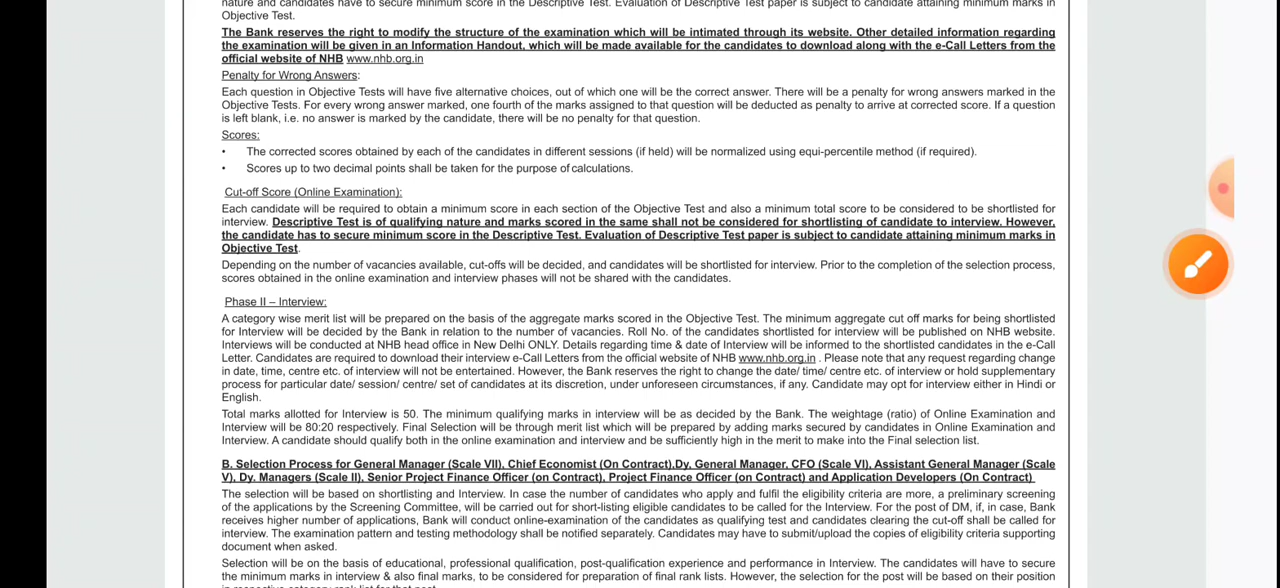 nature and candidates have to secure minimum score in the Descriptive Test. Evaluation of Descriptive Test paper is subject to candidate attaining minimum marks in
Objective Test.
The Bank reserves the right to modify the structure of the examination which will be intimated through its website. Other detailed information regarding
the examination will be given in an Information Handout, which will be made available for the candidates to download along with the e-Call Letters from the
official website of NHB www.nhb.org.in
Penalty for Wrong Answers:
Each question in Objective Tests will have five alternative choices, out of which one will be the correct answer. There will be a penalty for wrong answers marked in the
Objective Tests. For every wrong answer marked, one fourth of the marks assigned to that question will be deducted as penalty to arrive at corrected score. If a question
is left blank, i.e. no answer is marked by the candidate, there will be no penalty for that question.
Scores:
• The corrected scores obtained by each of the candidates in different sessions (if held) will be normalized using equi-percentile method (if required).
• Scores up to two decimal points shall be taken for the purpose of calculations.
Cut-off Score (Online Examination):
Each candidate will be required to obtain a minimum score in each section of the Objective Test and also a minimum total score to be considered to be shortlisted for
interview. Descriptive Test is of qualifying nature and marks scored in the same shall not be considered for shortlisting of candidate to interview. However,
the candidate has to secure minimum score in the Descriptive Test. Evaluation of Descriptive Test paper is subject to candidate attaining minimum marks in
Objective Test.
Depending on the number of vacancies available, cut-offs will be decided, and candidates will be shortlisted for interview. Prior to the completion of the selection process,
scores obtained in the online examination and interview phases will not be shared with the candidates.
Phase II – Interview:
A category wise merit list will be prepared on the basis of the aggregate marks scored in the Objective Test. The minimum aggregate cut off marks for being shortlisted
for Interview will be decided by the Bank in relation to the number of vacancies. Roll No. of the candidates shortlisted for interview will be published on NHB website.
Interviews will be conducted at NHB head office in New Delhi ONLY. Details regarding time & date of Interview will be informed to the shortlisted candidates in the e-Call
Letter. Candidates are required to download their interview e-Call Letters from the official website of NHB www.nhb.org.in . Please note that any request regarding change
in date, time, centre etc. of interview will not be entertained. However, the Bank reserves the right to change the date/ time/ centre etc. of interview or hold supplementary
process for particular date/ session/ centre/ set of candidates at its discretion, under unforeseen circumstances, if any. Candidate may opt for interview either in Hindi or
English.
Total marks allotted for Interview is 50. The minimum qualifying marks in interview will be as decided by the Bank. The weightage (ratio) of Online Examination and
Interview will be 80:20 respectively. Final Selection will be through merit list which will be prepared by adding marks secured by candidates in Online Examination and
Interview. A candidate should qualify both in the online examination and interview and be sufficiently high in the merit to make into the Final selection list.
B. Selection Process for General Manager (Scale VII), Chief Economist (On Contract),Dy. General Manager, CFO (Scale VI), Assistant General Manager (Scale
V), Dy. Managers (Scale II), Senior Project Finance Officer (on Contract), Project Finance Officer (on Contract) and Application Developers (On Contract)
The selection will be based on shortlisting and Interview. In case the number of candidates who apply and fulfil the eligibility criteria are more, a preliminary screening
of the applications by the Screening Committee, will be carried out for short-listing eligible candidates to be called for the Interview. For the post of DM, if, in case, Bank
receives higher number of applications, Bank will conduct online-examination of the candidates as qualifying test and candidates clearing the cut-off shall be called for
interview. The examination pattern and testing methodology shall be notified separately. Candidates may have to submit/upload the copies of eligibility criteria supporting
document when asked.
Selection will be on the basis of educational, professional qualification, post-qualification experience and performance in Interview. The candidates will have to secure
the minimum marks in interview & also final marks, to be considered for preparation of final rank lists. However, the selection for the post will be based on their position